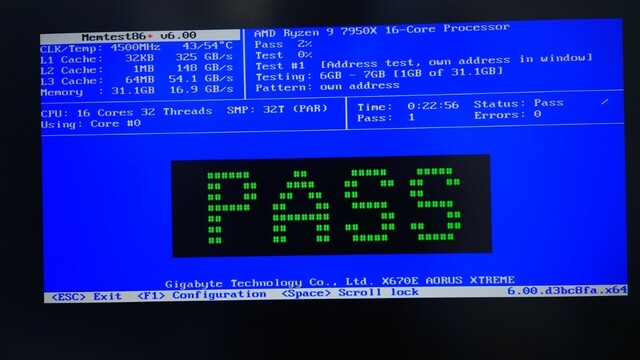 Memtest86+ v6.00
AMD Ryzen 9 7950X 16-Core Processor
CLK/Temp: 4500MHz 43/54°C
Pass 2%
L1 Cache: 32KB 325 GB/s
Test 0%
L2 Cache: 1MB 148 GB/s
Test #1 [Address test, own address in window]
L3 Cache: 64MB 54.1 GB/s
Testing: 6GB - 7GB [1GB of 31.1GB]
Memory : 31.1GB 16.9 GB/s
Pattern: own address
CPU: 16 Cores 32 Threads SMP: 32T (PAR)
Time: 0:22:56 Status: Pass /
Using: Core #0
Pass: 1 Errors: 0
PASS
Gigabyte Technology Co., Ltd. X670E AORUS XTREME
<ESC> Exit <F1> Configuration <Space> Scroll lock 6.00.d3bc8fa.x64